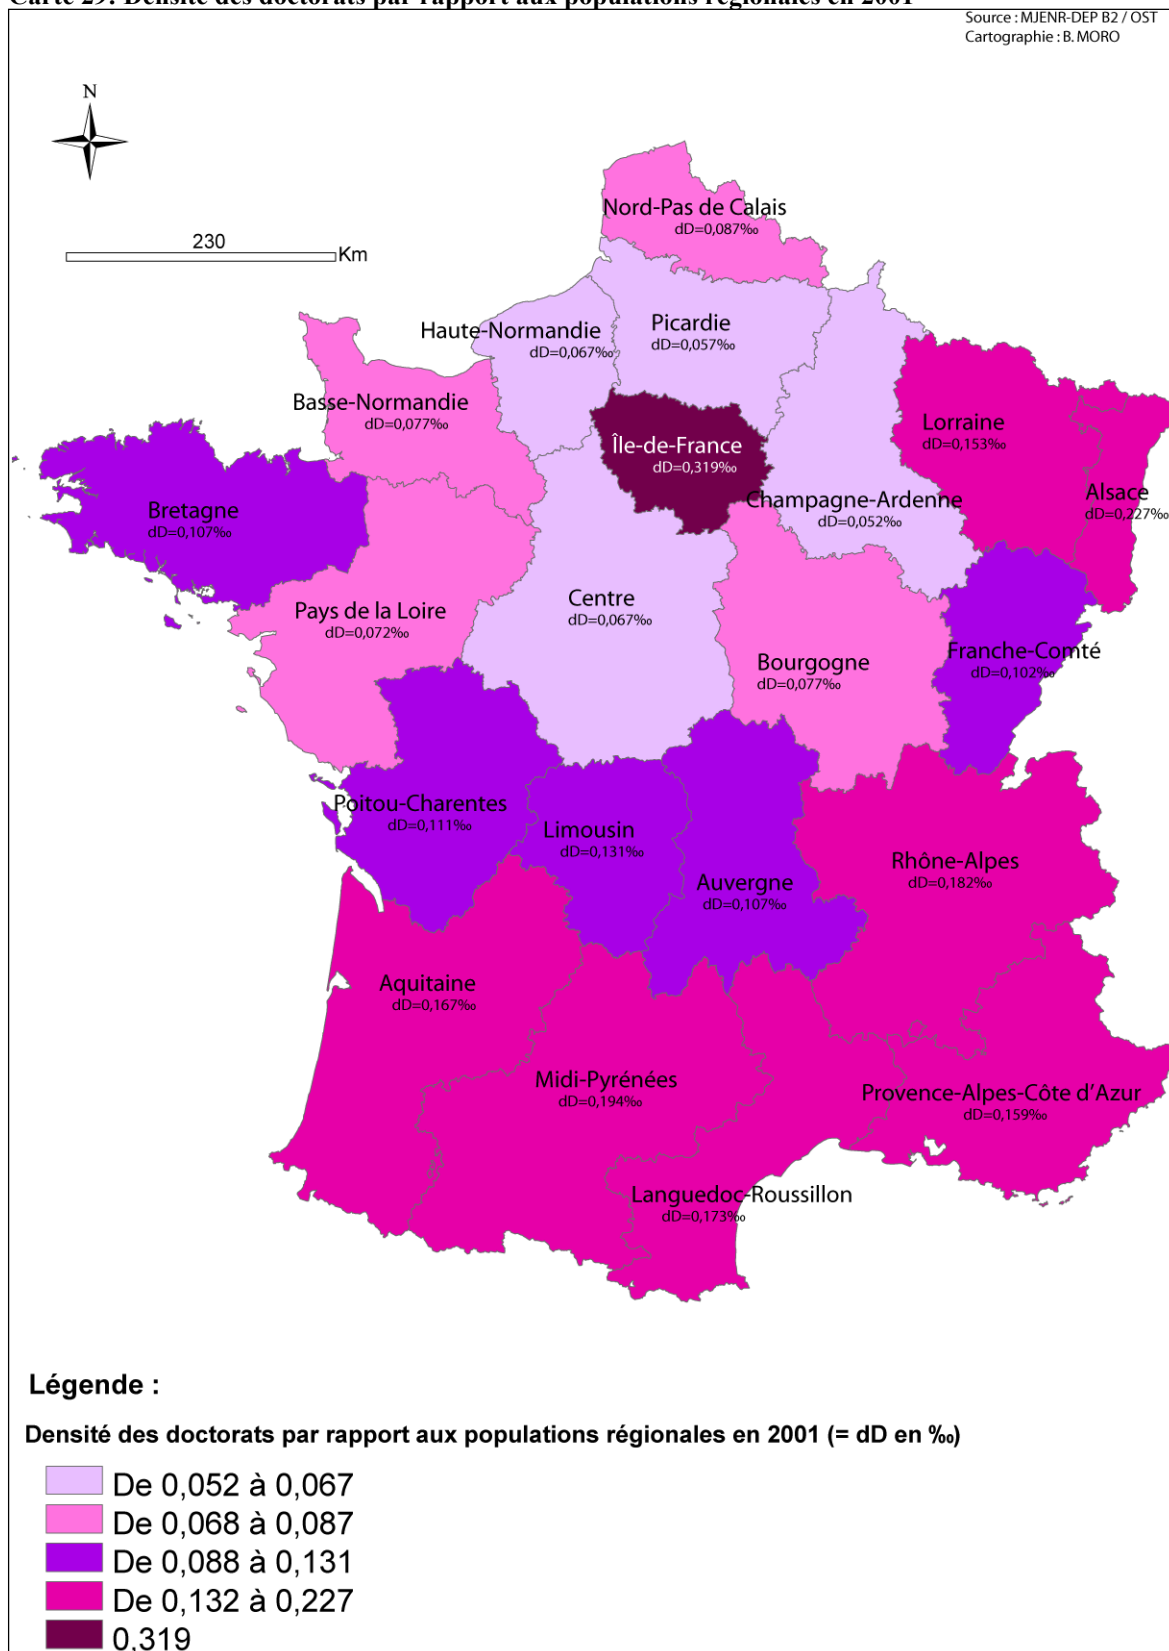 Carte 29: Densité des doctorats par rapport aux populations régionales en 2001
Source : MJENR-DEP B2 / OST
Cartographie : B. MORO
N
230
Km
Nord-Pas de Calais
dD=0,087‰
Haute-Normandie
dD=0,067‰
Picardie
dD=0,057‰
Basse-Normandie
dD=0,077‰
Île-de-France
dD=0,319‰
Lorraine
dD=0,153‰
Champagne-Ardenne
dD=0,052‰
Alsace
dD=0,227‰
Bretagne
dD=0,107‰
Pays de la Loire
dD=0,072‰
Centre
dD=0,067‰
Bourgogne
dD=0,077‰
Franche-Comté
dD=0,102‰
Poitou-Charentes
dD=0,111‰
Limousin
dD=0,131‰
Auvergne
dD=0,107‰
Rhône-Alpes
dD=0,182‰
Aquitaine
dD=0,167‰
Midi-Pyrénées
dD=0,194‰
Provence-Alpes-Côte d’Azur
dD=0,159‰
Languedoc-Roussillon
dD=0,173‰
Légende :
Densité des doctorats par rapport aux populations régionales en 2001 (= dD en ‰)
De 0,052 à 0,067
De 0,068 à 0,087
De 0,088 à 0,131
De 0,132 à 0,227
0,319